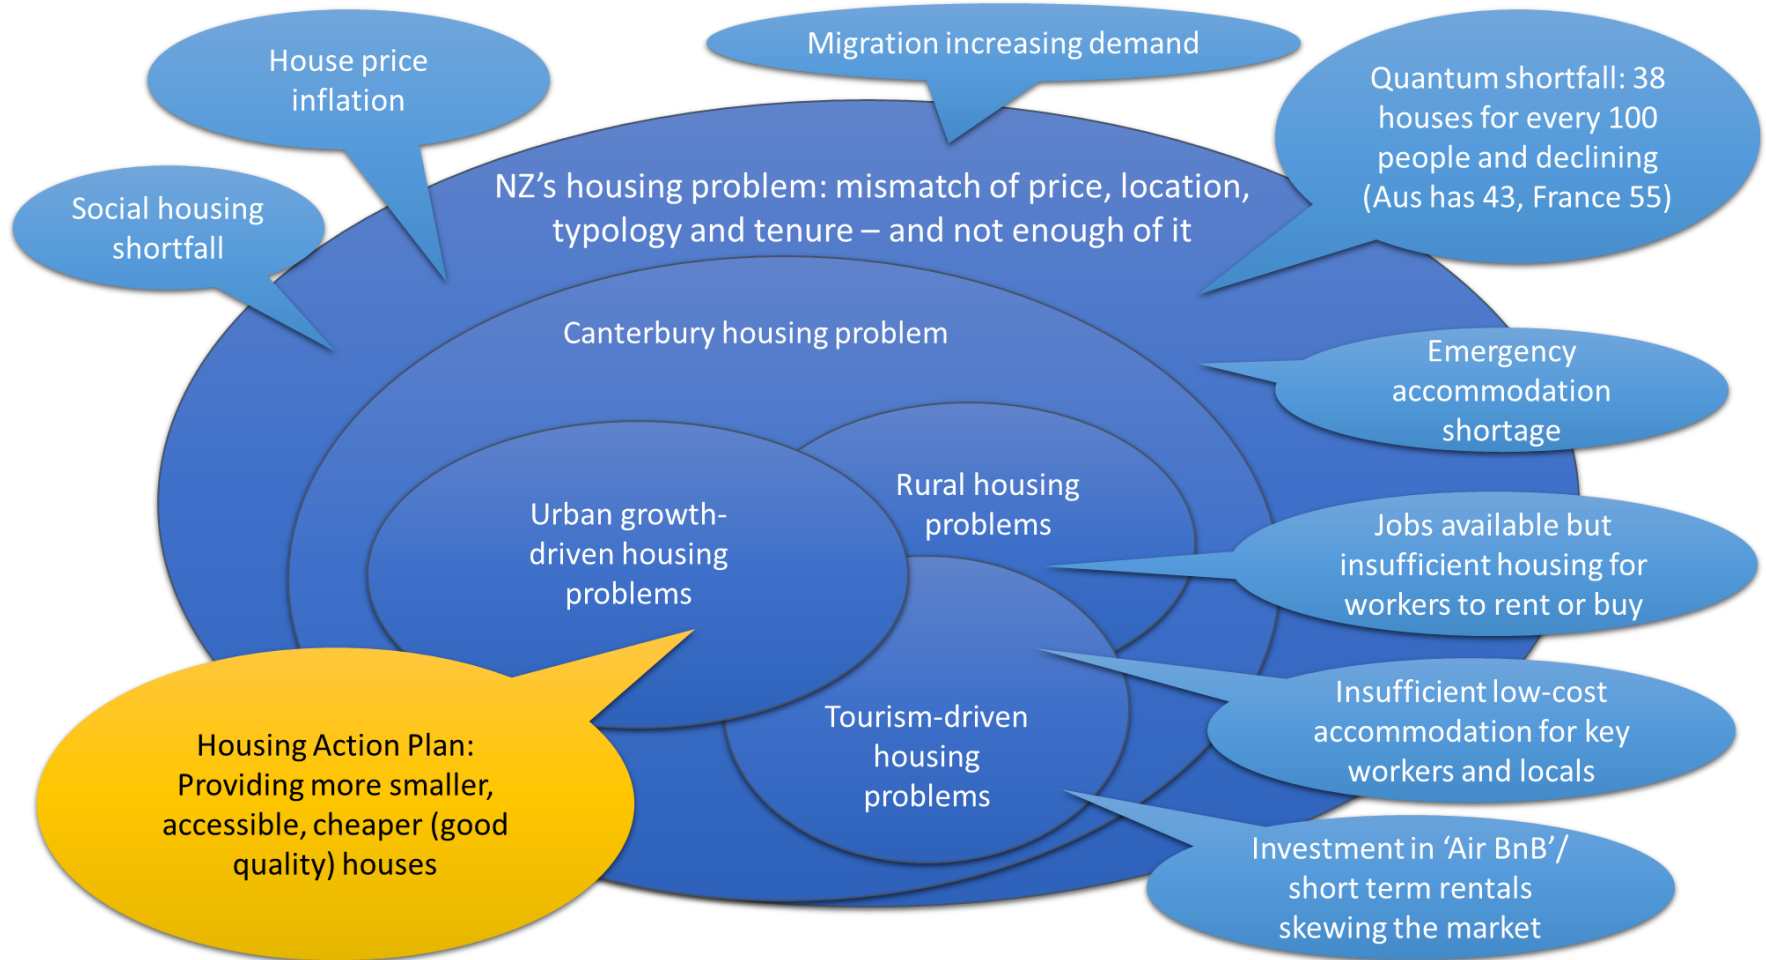 House price
inflation
Migration increasing demand
Quantum shortfall: 38
houses for every 100
people and declining
(Aus has 43, France 55)
Social housing
shortfall
NZ’s housing problem: mismatch of price, location,
typology and tenure – and not enough of it
Canterbury housing problem
Emergency
accommodation
shortage
Rural housing
problems
Urban growth-
driven housing
problems
Jobs available but
insufficient housing for
workers to rent or buy
Insufficient low-cost
accommodation for key
workers and locals
Tourism-driven
housing
problems
Housing Action Plan:
Providing more smaller,
accessible, cheaper (good
quality) houses
Investment in ‘Air BnB’/
short term rentals
skewing the market